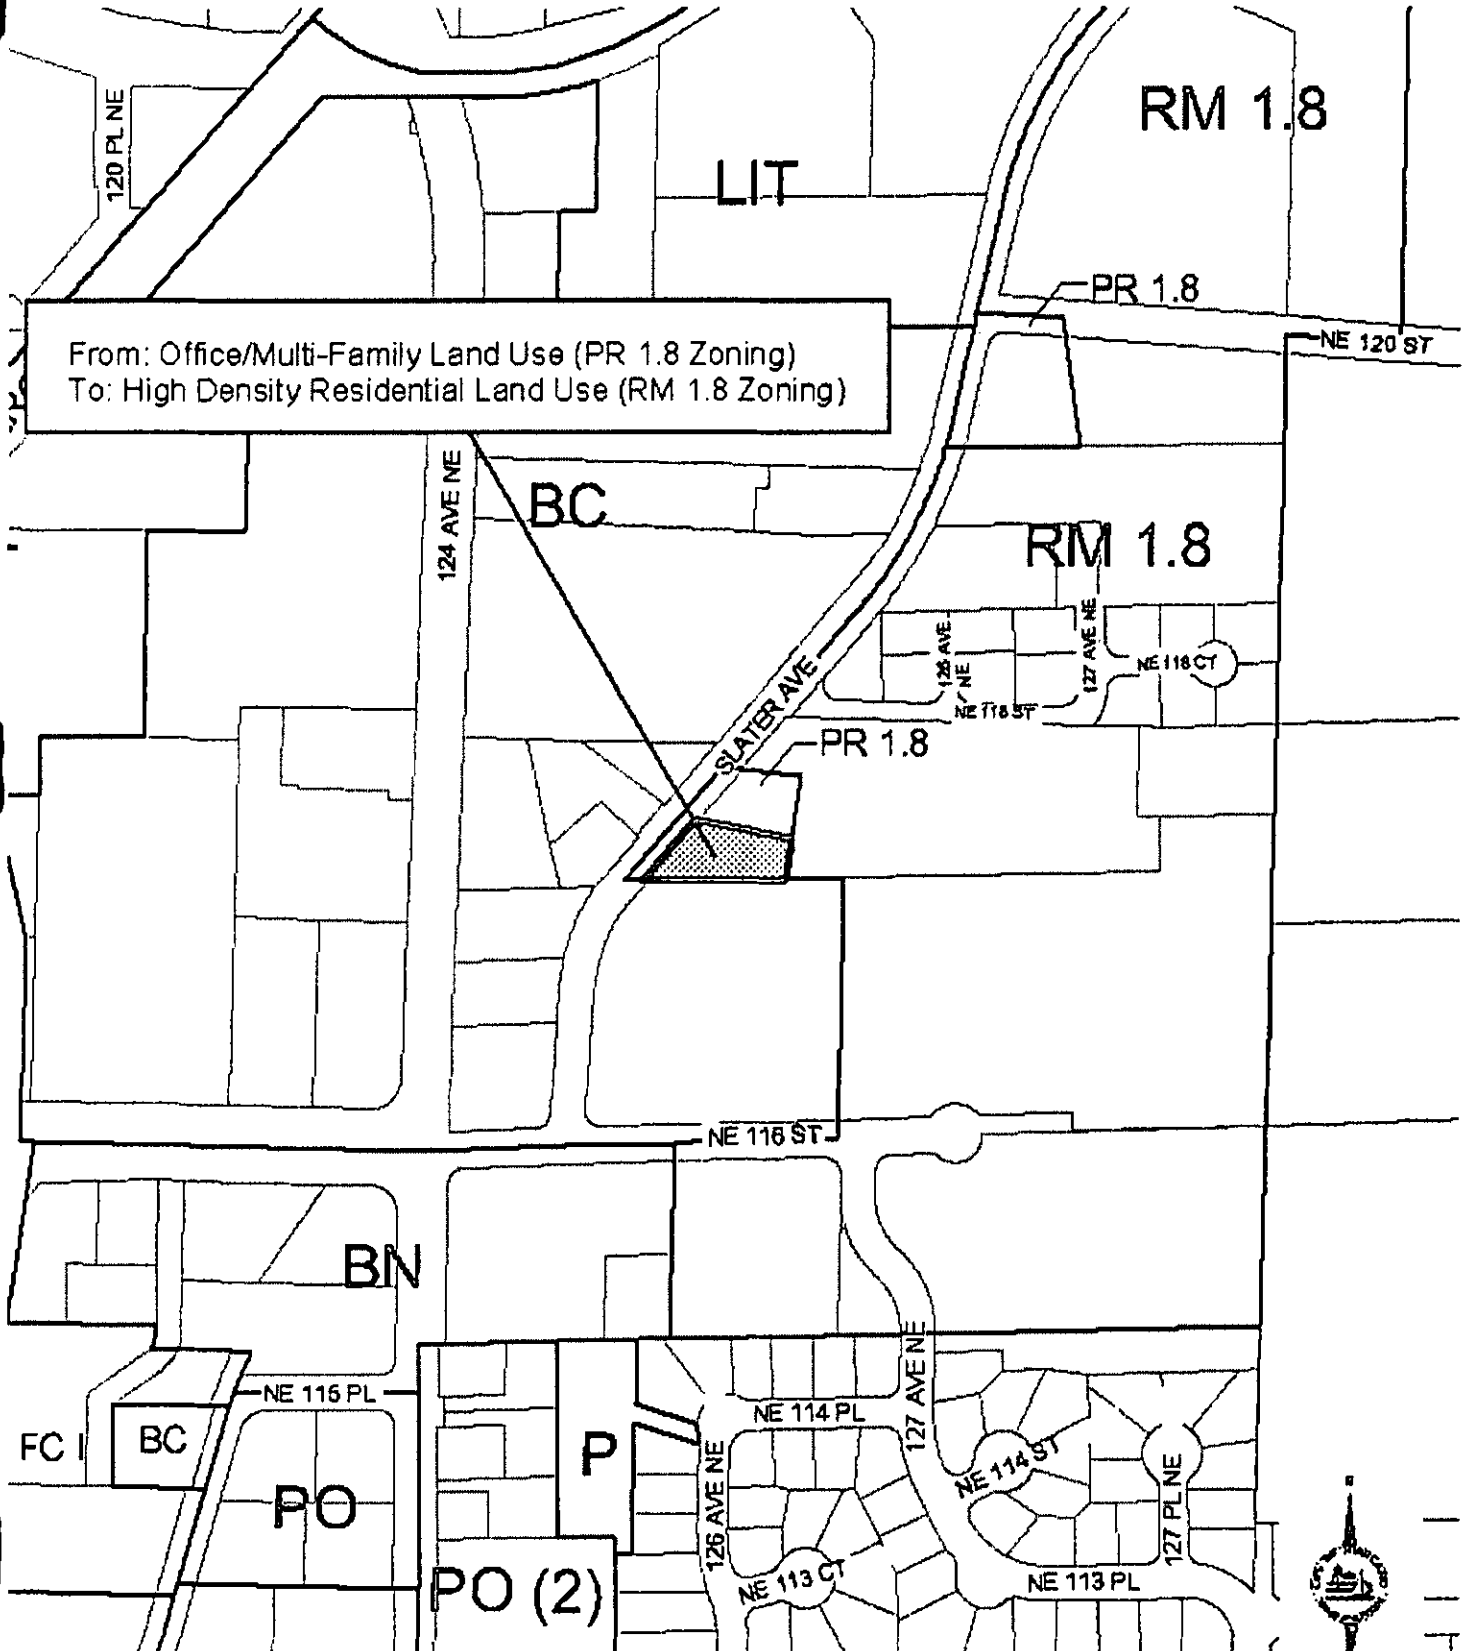 RM 1.8
120 PL NE
LIT
PR 1.8
NE 120 ST
From: Office/Multi-Family Land Use (PR 1.8 Zoning)
To: High Density Residential Land Use (RM 1.8 Zoning)
124 AVE NE
BC
RM 1.8
126 AVE
NE
127 AVE NE
NE 118 CT
NE 118 ST
SLATER AVE
PR 1.8
NE 116 ST
BN
127 AVE NE
NE 115 PL
NE 114 PL
FC I
BC
P
NE 114 ST
PO
126 AVE NE
127 PL NE
PO (2)
NE 113 CT
NE 113 PL